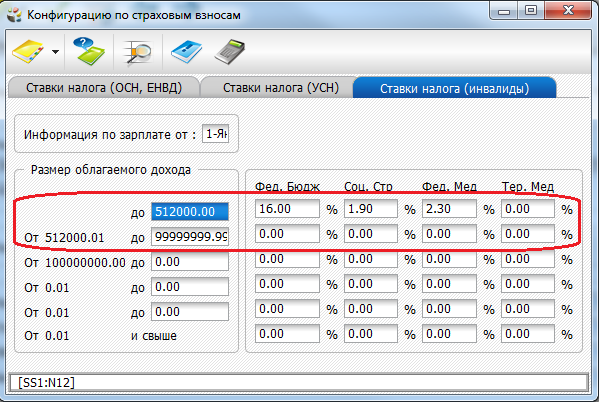 Конфигурацию по страховым взносам
Ставки налога (ОСН, ЕНВД) Ставки налога (УСН) Ставки налога (инвалиды)
Информация по зарплате от : 1-Ян
Размер облагаемого дохода
Фед. Бюдж Соц. Стр Фед. Мед Тер. Мед
до 512000.00 16.00 % 1.90 % 2.30 % 0.00 %
От 512000.01 до 99999999.99 0.00 % 0.00 % 0.00 % 0.00 %
От 100000000.00 до 0.00 0.00 % 0.00 % 0.00 % 0.00 %
От 0.01 до 0.00 0.00 % 0.00 % 0.00 % 0.00 %
От 0.01 до 0.00 0.00 % 0.00 % 0.00 % 0.00 %
От 0.01 и свыше 0.00 % 0.00 % 0.00 % 0.00 %
[SS1:N12]